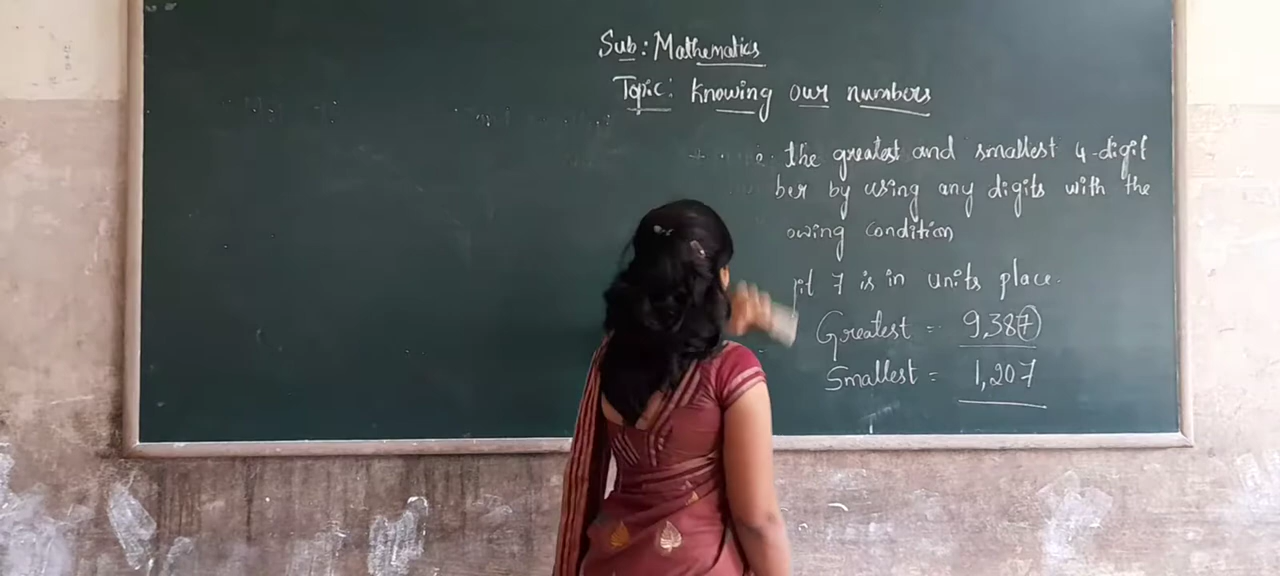 Sub: Mathematics
Topic: Knowing our numbers
the greatest and smallest 4-digit
ber by using any digits with the
owing condition
7 is in units place.
Greatest = 9,387
Smallest = 1,207